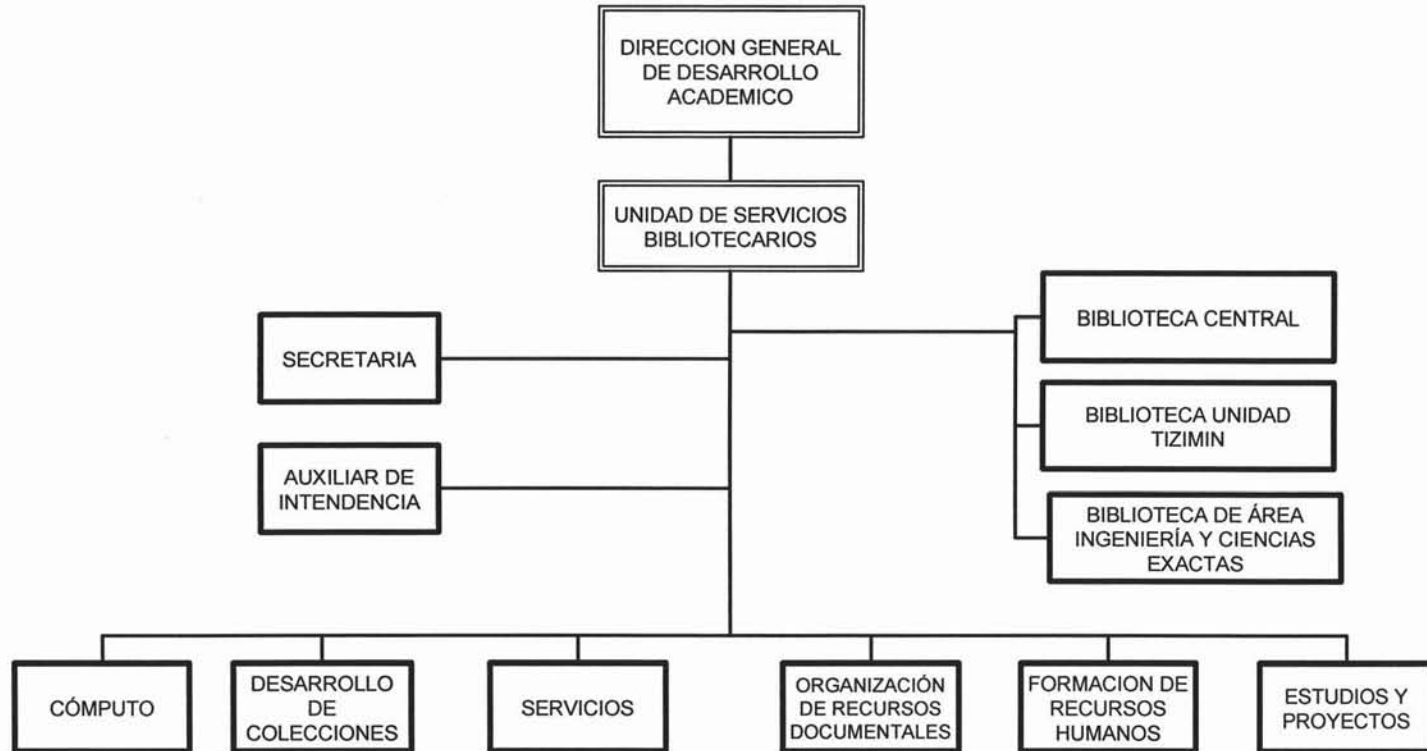 DIRECCION GENERAL
DE DESARROLLO
ACADEMICO
UNIDAD DE SERVICIOS
BIBLIOTECARIOS
SECRETARIA
AUXILIAR DE
INTENDENCIA
BIBLIOTECA CENTRAL
BIBLIOTECA UNIDAD
TIZIMIN
BIBLIOTECA DE ÁREA
INGENIERÍA Y CIENCIAS
EXACTAS
CÓMPUTO
DESARROLLO
DE
COLECCIONES
SERVICIOS
ORGANIZACIÓN
DE RECURSOS
DOCUMENTALES
FORMACION DE
RECURSOS
HUMANOS
ESTUDIOS Y
PROYECTOS